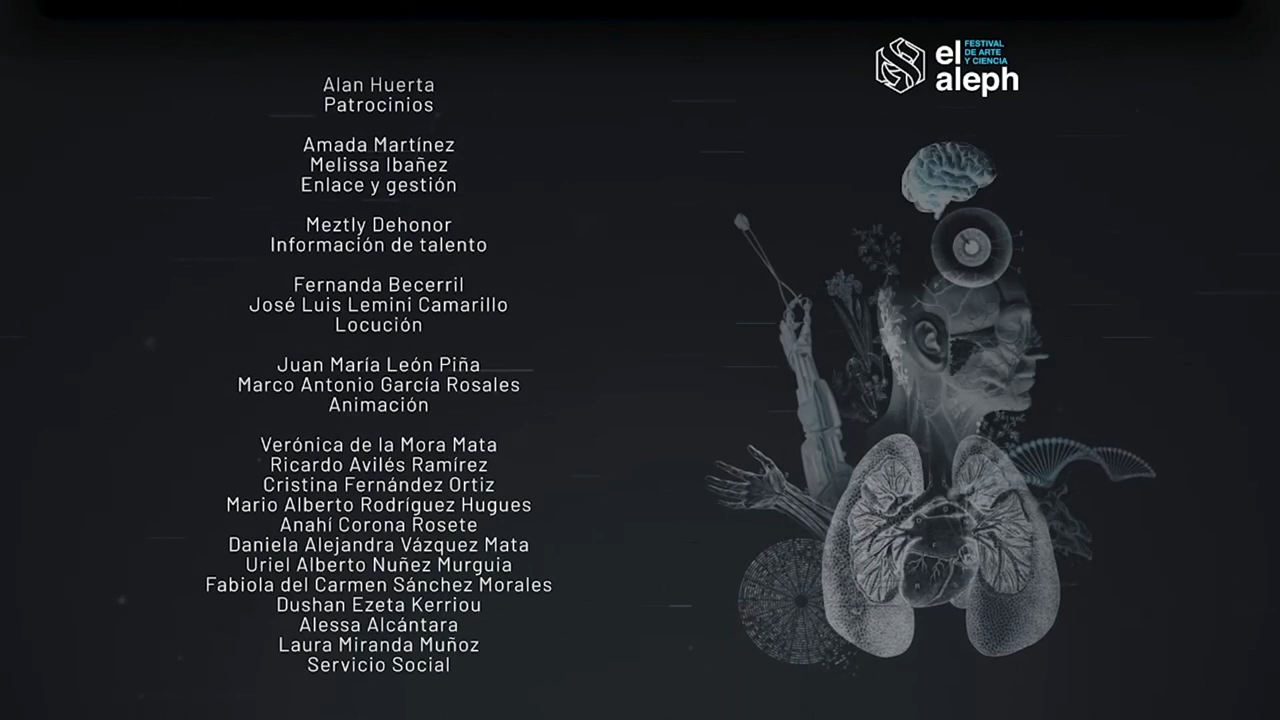 Alan Huerta
Patrocinios
Amada Martínez
Melissa Ibañez
Enlace y gestión
Meztly Dehonor
Información de talento
Fernanda Becerril
José Luis Lemini Camarillo
Locución
Juan María León Piña
Marco Antonio García Rosales
Animación
Verónica de la Mora Mata
Ricardo Avilés Ramírez
Cristina Fernández Ortiz
Mario Alberto Rodríguez Hugues
Anahí Corona Rosete
Daniela Alejandra Vázquez Mata
Uriel Alberto Nuñez Murguia
Fabiola del Carmen Sánchez Morales
Dushan Ezeta Kerriou
Alessa Alcántara
Laura Miranda Muñoz
Servicio Social
el aleph
FESTIVAL
DE ARTE
Y CIENCIA